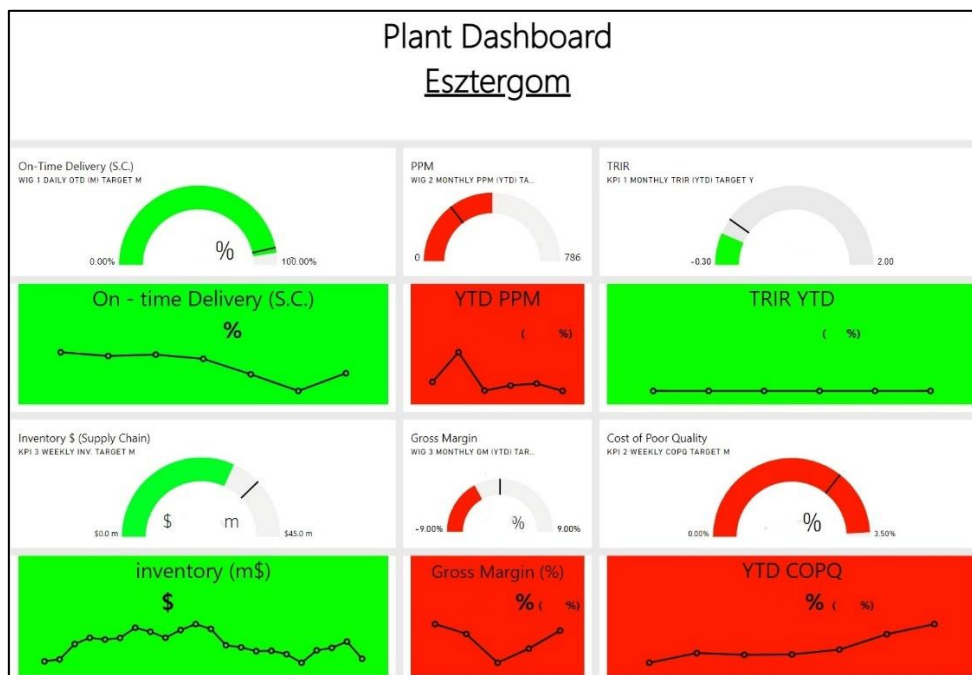 Plant Dashboard
Esztergom
On-Time Delivery (S.C.)
WIG 1 DAILY OTD (M) TARGET M
%
0.00%
100.00%
PPM
WIG 2 MONTHLY PPM (YTD) TA...
0
786
TRIR
KPI 1 MONTHLY TRIR (YTD) TARGET Y
-0.30
2.00
On - time Delivery (S.C.)
%
YTD PPM
( %)
TRIR YTD
( %)
Inventory $ (Supply Chain)
KPI 3 WEEKLY INV. TARGET M
$ m
$0.0 m
$45.0 m
Gross Margin
WIG 3 MONTHLY GM (YTD) TAR...
%
-9.00%
9.00%
Cost of Poor Quality
KPI 2 WEEKLY COPQ TARGET M
%
0.00%
3.50%
inventory (m$)
$
Gross Margin (%)
% ( %)
YTD COPQ
% ( %)